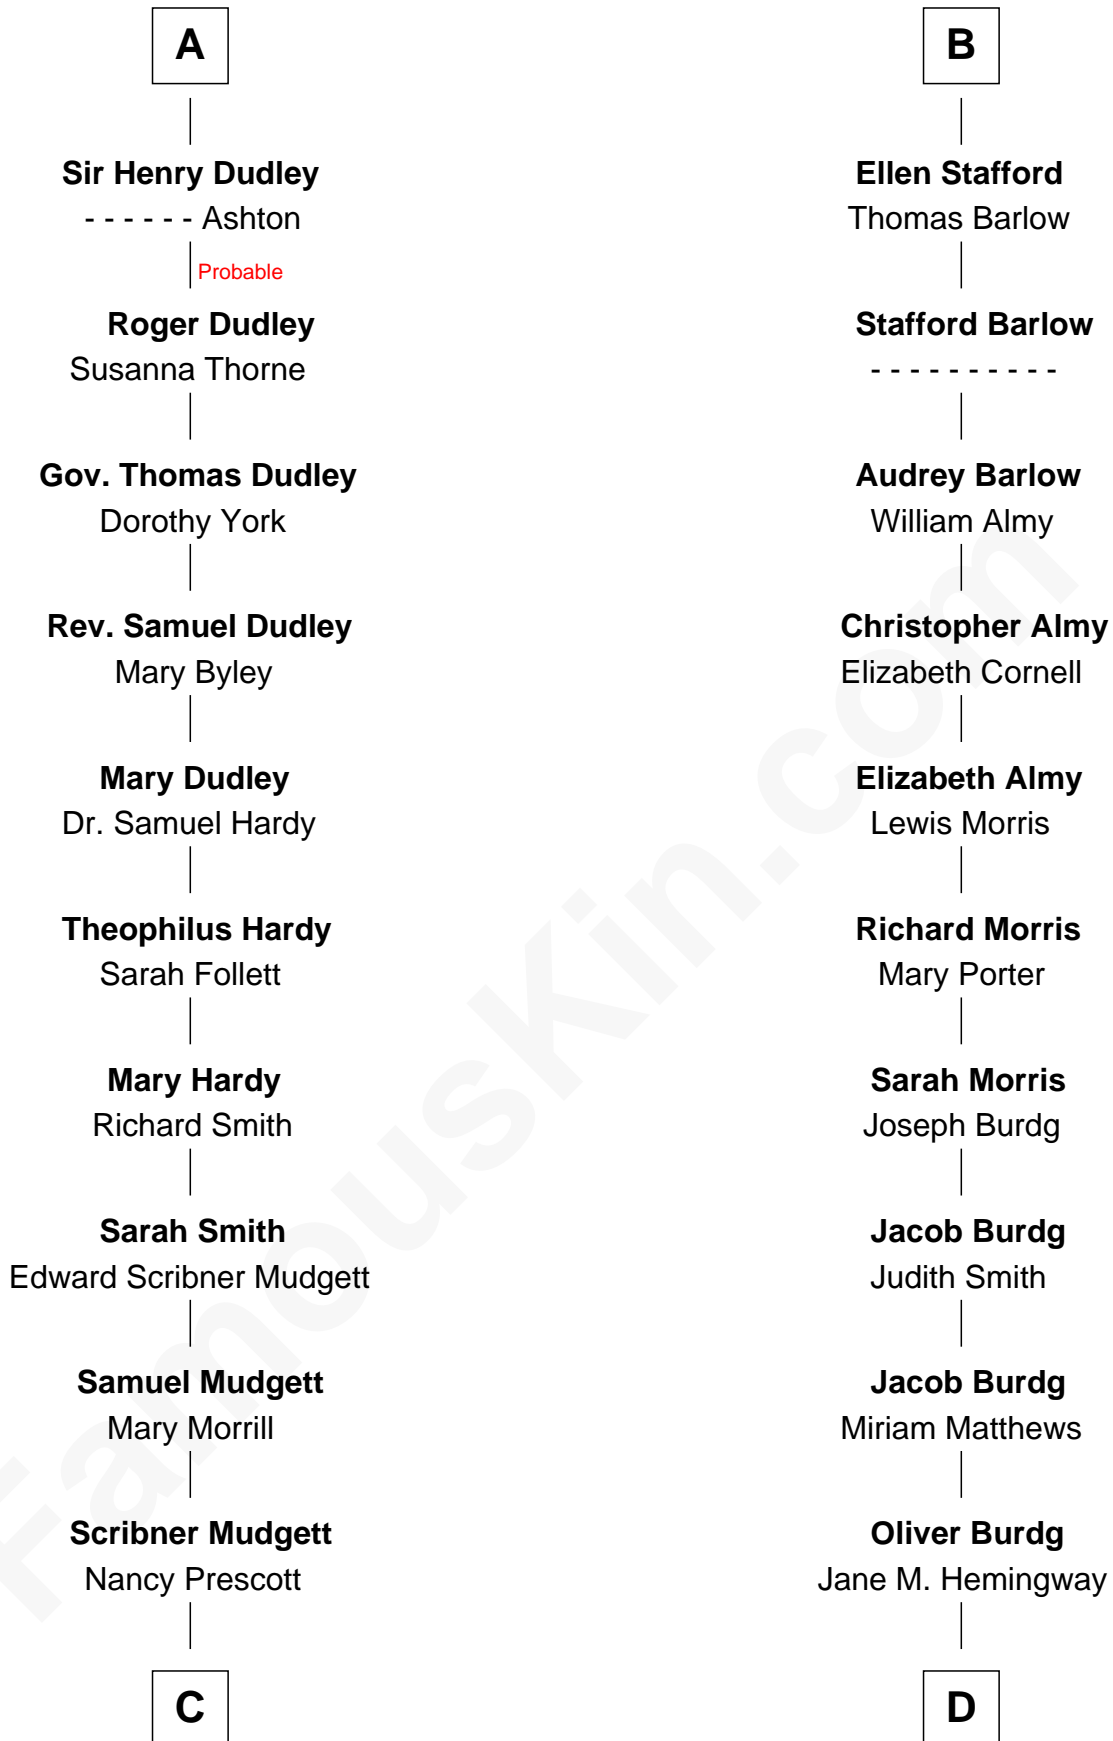 A
Sir Henry Dudley
- - - - - - Ashton
Probable
Roger Dudley
Susanna Thorne
Gov. Thomas Dudley
Dorothy York
Rev. Samuel Dudley
Mary Byley
Mary Dudley
Dr. Samuel Hardy
Theophilus Hardy
Sarah Follett
Mary Hardy
Richard Smith
Sarah Smith
Edward Scribner Mudgett
Samuel Mudgett
Mary Morrill
Scribner Mudgett
Nancy Prescott
C
B
Ellen Stafford
Thomas Barlow
Stafford Barlow
- - - - - - - - - -
Audrey Barlow
William Almy
Christopher Almy
Elizabeth Cornell
Elizabeth Almy
Lewis Morris
Richard Morris
Mary Porter
Sarah Morris
Joseph Burdg
Jacob Burdg
Judith Smith
Jacob Burdg
Miriam Matthews
Oliver Burdg
Jane M. Hemingway
D
FamousKin.com